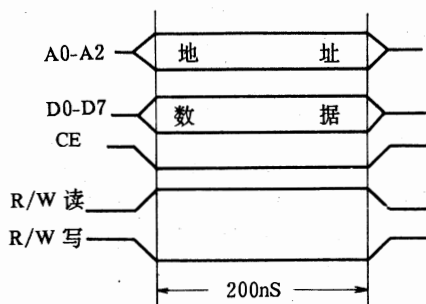 A0-A2 地 址
D0-D7 数 据
CE
R/W 读
R/W 写
200nS